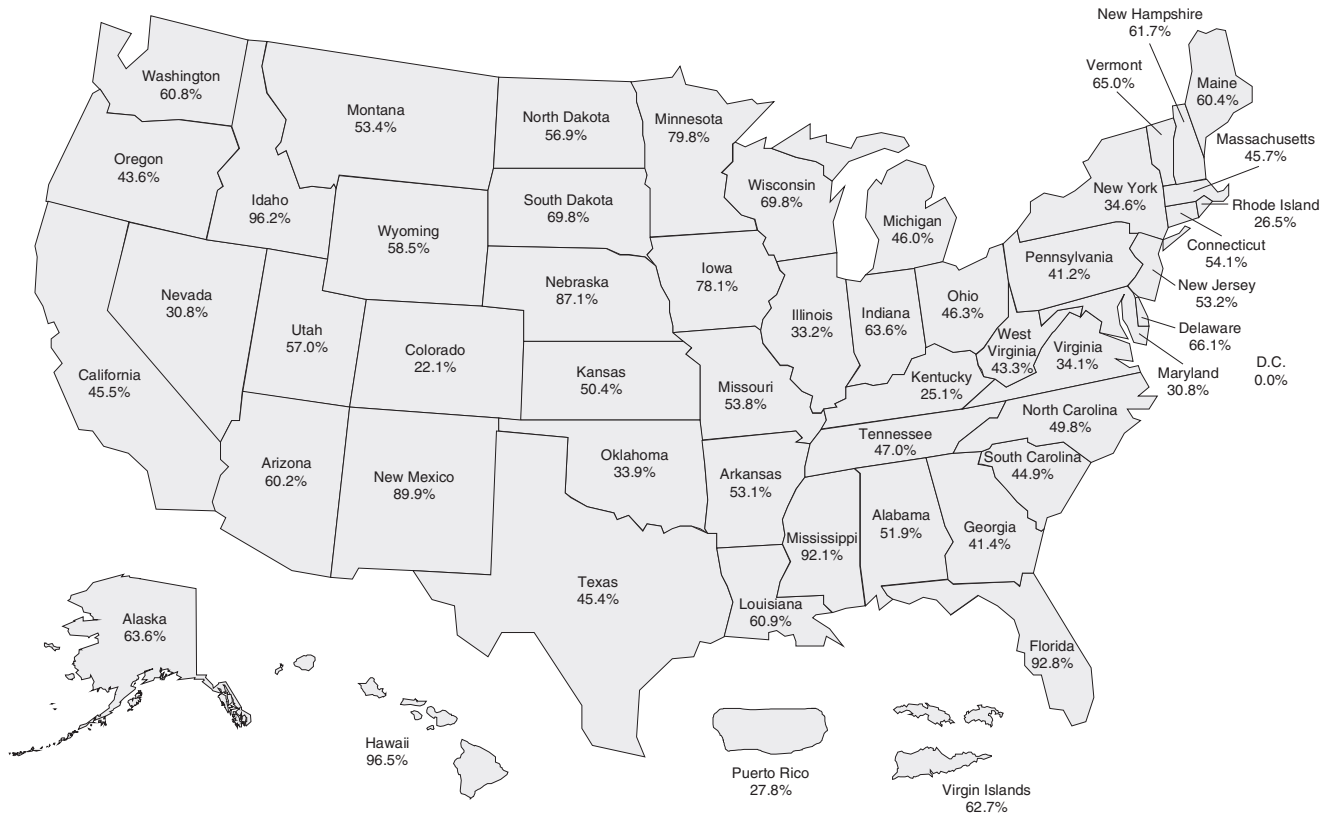 New Hampshire
61.7%
Vermont
65.0%
Maine
60.4%
Washington
60.8%
Montana
53.4%
North Dakota
56.9%
Minnesota
79.8%
Massachusetts
45.7%
Oregon
43.6%
Idaho
96.2%
South Dakota
69.8%
Wisconsin
69.8%
New York
34.6%
Rhode Island
26.5%
Wyoming
58.5%
Michigan
46.0%
Connecticut
54.1%
Pennsylvania
41.2%
New Jersey
53.2%
Nevada
30.8%
Nebraska
87.1%
Iowa
78.1%
Illinois
33.2%
Indiana
63.6%
Ohio
46.3%
Delaware
66.1%
Utah
57.0%
Colorado
22.1%
West
Virginia
43.3%
Virginia
34.1%
Maryland
30.8%
D.C.
0.0%
California
45.5%
Kansas
50.4%
Missouri
53.8%
Kentucky
25.1%
North Carolina
49.8%
Tennessee
47.0%
South Carolina
44.9%
Arizona
60.2%
New Mexico
89.9%
Oklahoma
33.9%
Arkansas
53.1%
Mississippi
92.1%
Alabama
51.9%
Georgia
41.4%
Texas
45.4%
Louisiana
60.9%
Alaska
63.6%
Florida
92.8%
Hawaii
96.5%
Puerto Rico
27.8%
Virgin Islands
62.7%